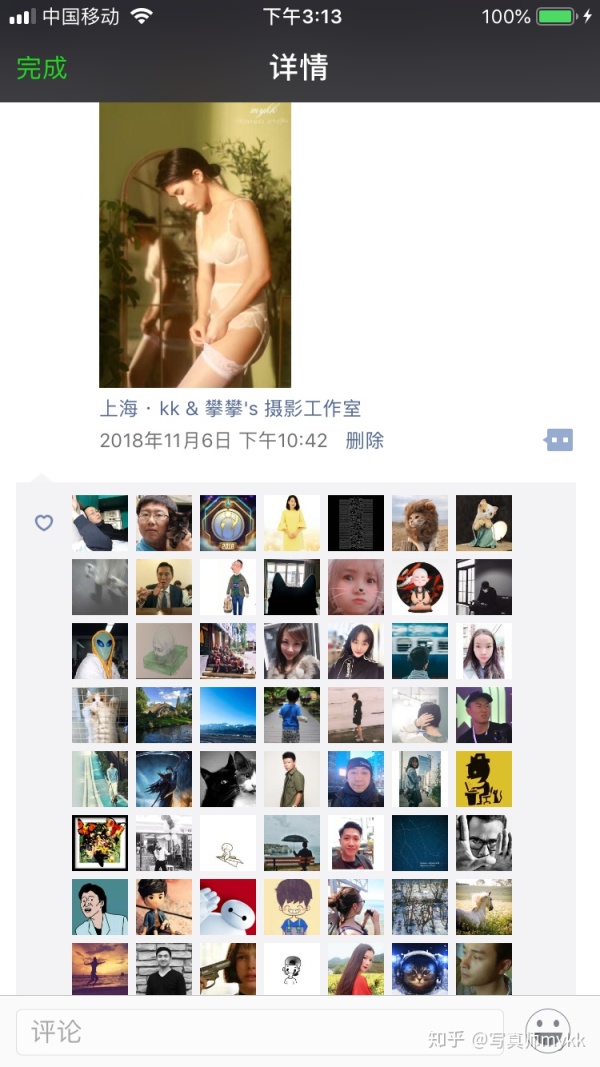 中国移动 下午3:13 100%
完成 详情
mykk
上海 · kk & 攀攀's 摄影工作室
2018年11月6日 下午10:42 删除
2018
评论
知乎 @写真师mykk